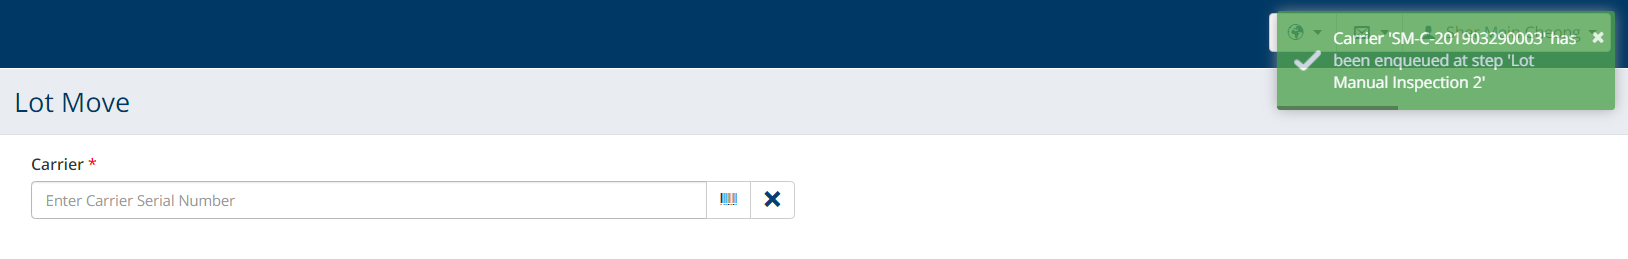 Carrier 'SM-C-201903290003' has
been enqueued at step 'Lot
Manual Inspection 2'
Lot Move
Carrier *
Enter Carrier Serial Number